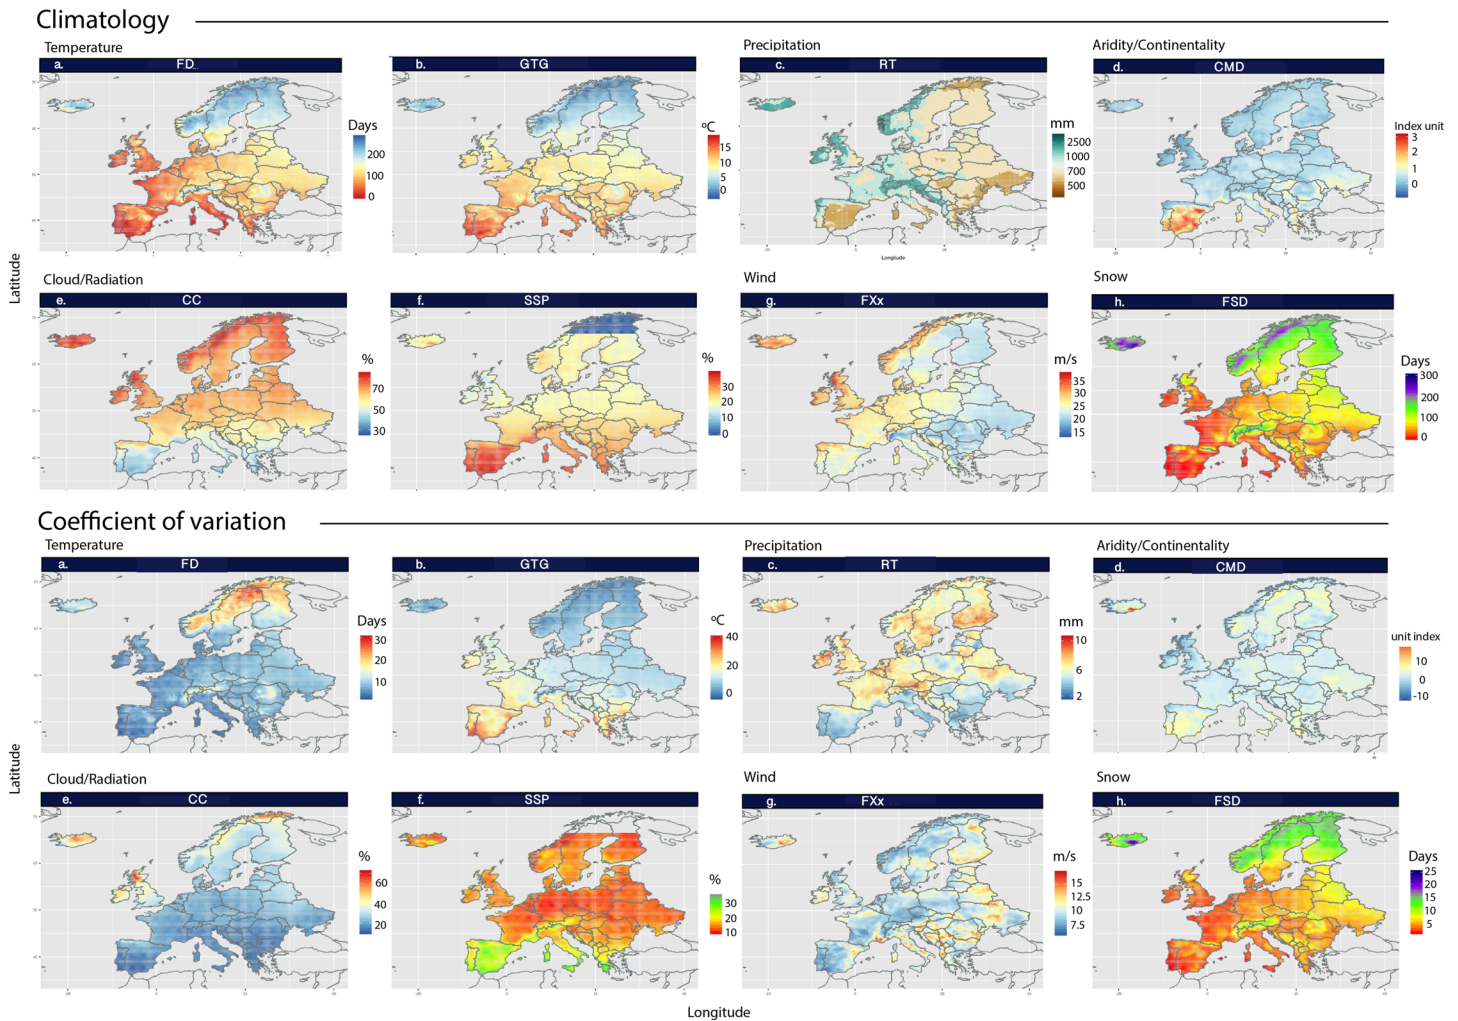 Climatology
Temperature
Precipitation
Aridity/Continentality
a. FD
b. GTG
c. RT
d. CMD
Days
200
100
0
ºC
15
10
5
0
mm
2500
1000
700
500
Index unit
3
2
1
0
Longitude
Cloud/Radiation
Wind
Snow
e. CC
f. SSP
g. FXx
h. FSD
%
70
50
30
%
30
20
10
0
m/s
35
30
25
20
15
Days
300
200
100
0
Latitude
Coefficient of variation
Temperature
Precipitation
Aridity/Continentality
a. FD
b. GTG
c. RT
d. CMD
Days
30
20
10
ºC
40
20
0
mm
10
6
2
unit index
10
0
-10
Cloud/Radiation
Wind
Snow
e. CC
f. SSP
g. FXx
h. FSD
%
60
40
20
%
30
20
10
m/s
15
12.5
10
7.5
Days
25
20
15
10
5
Latitude
Longitude